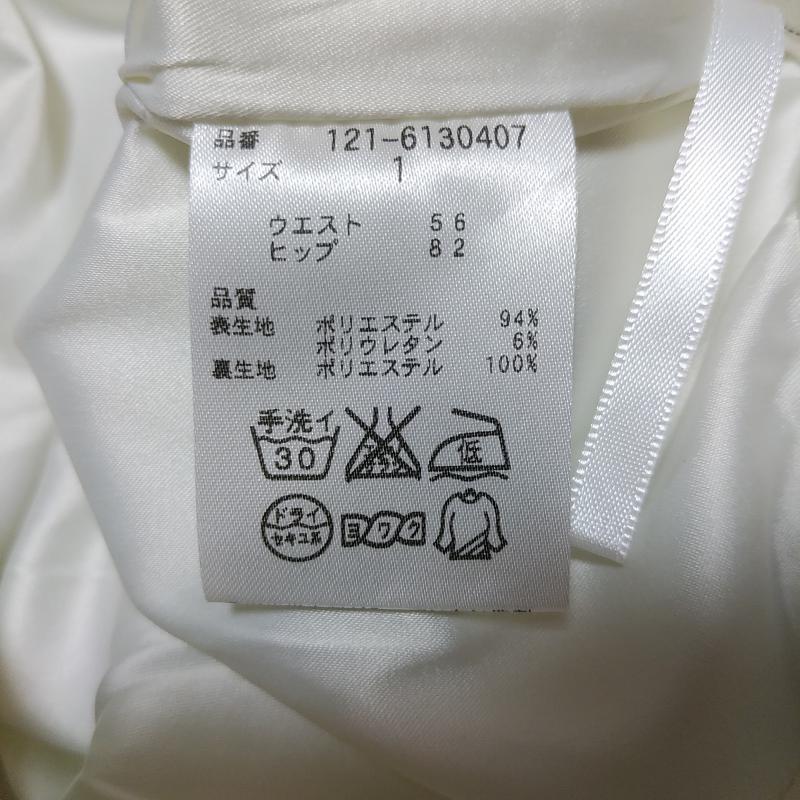 品番 121-6130407
サイズ 1
ウエスト 56
ヒップ 82
品質
表生地 ポリエステル 94%
ポリウレタン 6%
裏生地 ポリエステル 100%
手洗イ
30
低
ドライ
セキユ系
ヨワク